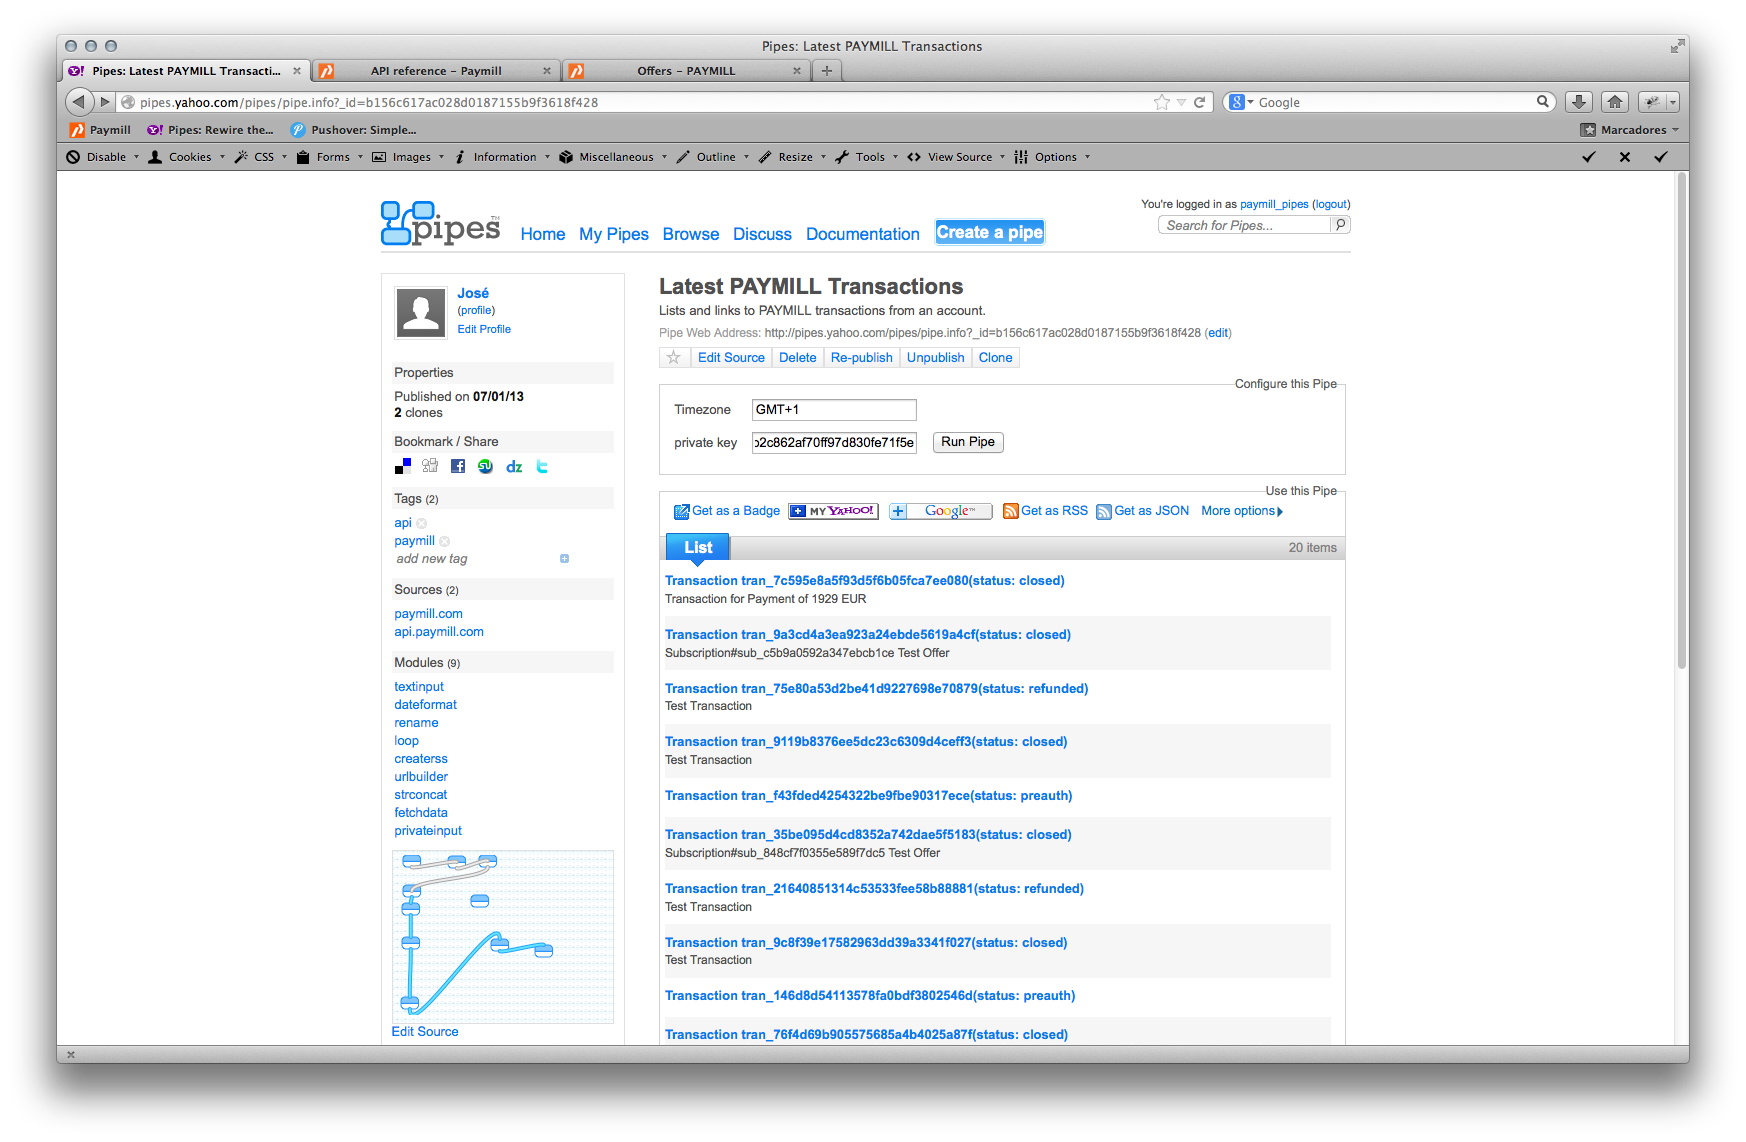 Pipes: Latest PAYMILL Transactions
Pipes: Latest PAYMILL Transacti...
API reference – Paymill
Offers – PAYMILL
pipes.yahoo.com/pipes/pipe.info?_id=b156c617ac028d0187155b9f3618f428
Google
Paymill
Pipes: Rewire the...
Pushover: Simple...
Marcadores
Disable
Cookies
CSS
Forms
Images
Information
Miscellaneous
Outline
Resize
Tools
View Source
Options
pipes™
Home
My Pipes
Browse
Discuss
Documentation
Create a pipe
You're logged in as paymill_pipes (logout)
Search for Pipes...
José
(profile)
Edit Profile
Properties
Published on 07/01/13
2 clones
Bookmark / Share
Tags (2)
api
paymill
add new tag
Sources (2)
paymill.com
api.paymill.com
Modules (9)
textinput
dateformat
rename
loop
createrss
urlbuilder
strconcat
fetchdata
privateinput
Edit Source
Latest PAYMILL Transactions
Lists and links to PAYMILL transactions from an account.
Pipe Web Address: http://pipes.yahoo.com/pipes/pipe.info?_id=b156c617ac028d0187155b9f3618f428 (edit)
Edit Source
Delete
Re-publish
Unpublish
Clone
Configure this Pipe
Timezone
GMT+1
private key
b2c862af70ff97d830fe71f5e
Run Pipe
Use this Pipe
Get as a Badge
MY YAHOO!
Google™
Get as RSS
Get as JSON
More options
List
20 items
Transaction tran_7c595e8a5f93d5f6b05fca7ee080(status: closed)
Transaction for Payment of 1929 EUR
Transaction tran_9a3cd4a3ea923a24ebde5619a4cf(status: closed)
Subscription#sub_c5b9a0592a347ebcb1ce Test Offer
Transaction tran_75e80a53d2be41d9227698e70879(status: refunded)
Test Transaction
Transaction tran_9119b8376ee5dc23c6309d4ceff3(status: closed)
Test Transaction
Transaction tran_f43fded4254322be9fbe90317ece(status: preauth)
Transaction tran_35be095d4cd8352a742dae5f5183(status: closed)
Subscription#sub_848cf7f0355e589f7dc5 Test Offer
Transaction tran_21640851314c53533fee58b88881(status: refunded)
Test Transaction
Transaction tran_9c8f39e17582963dd39a3341f027(status: closed)
Test Transaction
Transaction tran_146d8d54113578fa0bdf3802546d(status: preauth)
Transaction tran_76f4d69b905575685a4b4025a87f(status: closed)